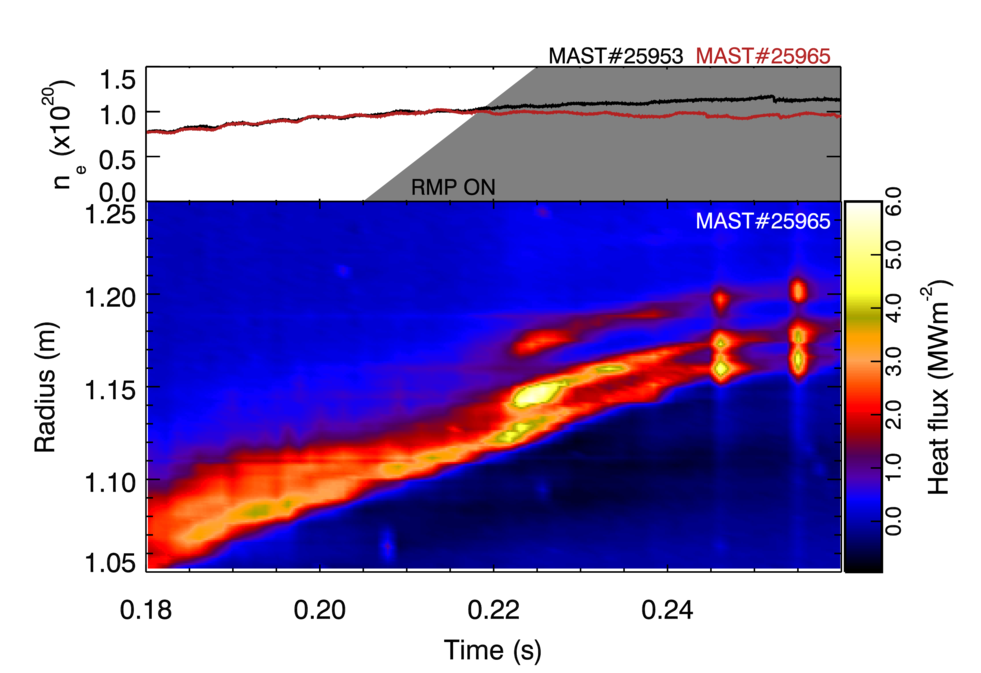 MAST#25953 MAST#25965
1.5
1.0
0.5
0.0
n_e (x10^20)
RMP ON
1.25
1.20
1.15
1.10
1.05
Radius (m)
MAST#25965
6.0
5.0
4.0
3.0
2.0
1.0
0.0
Heat flux (MWm^-2)
0.18 0.20 0.22 0.24
Time (s)